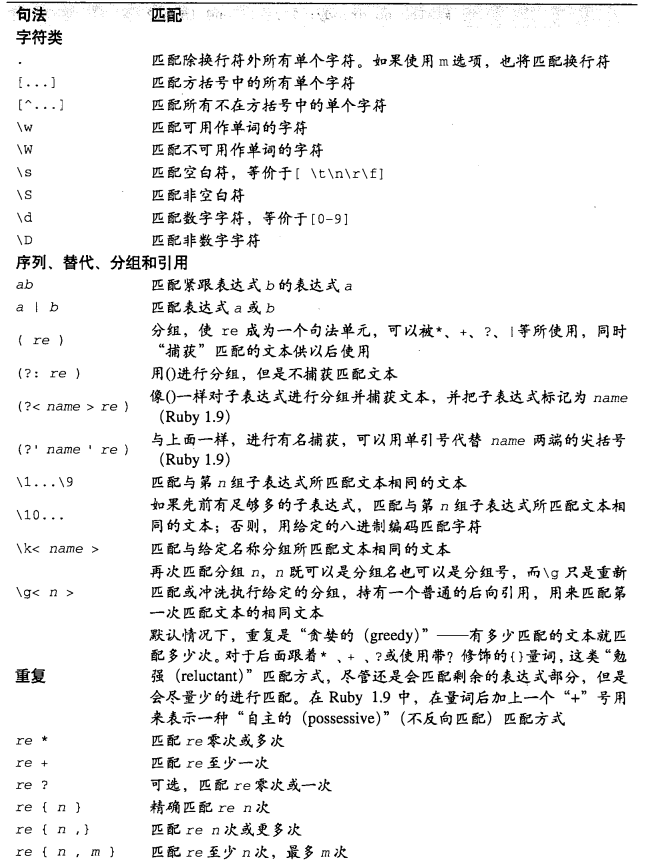 句法 匹配
字符类
. 匹配除换行符外所有单个字符。如果使用 m 选项，也将匹配换行符
[...] 匹配方括号中的所有单个字符
[^...] 匹配所有不在方括号中的单个字符
\w 匹配可用作单词的字符
\W 匹配不可用作单词的字符
\s 匹配空白符，等价于[ \t\n\r\f]
\S 匹配非空白符
\d 匹配数字字符，等价于[0-9]
\D 匹配非数字字符
序列、替代、分组和引用
ab 匹配紧跟表达式 b 的表达式 a
a | b 匹配表达式 a 或 b
( re ) 分组，使 re 成为一个句法单元，可以被*、+、?、|等所使用，同时
“捕获”匹配的文本供以后使用
(?: re ) 用()进行分组，但是不捕获匹配文本
(?< name > re ) 像()一样对子表达式进行分组并捕获文本，并把子表达式标记为 name
（Ruby 1.9）
(?' name ' re ) 与上面一样，进行有名捕获，可以用单引号代替 name 两端的尖括号
（Ruby 1.9）
\1...\9 匹配与第 n 组子表达式所匹配文本相同的文本
\10... 如果先前有足够多的子表达式，匹配与第 n 组子表达式所匹配文本相
同的文本；否则，用给定的八进制编码匹配字符
\k< name > 匹配与给定名称分组所匹配文本相同的文本
\g< n > 再次匹配分组 n，n 既可以是分组名也可以是分组号，而\g 只是重新
匹配或冲洗执行给定的分组，持有一个普通的后向引用，用来匹配第
一次匹配文本的相同文本
重复 默认情况下，重复是“贪婪的（greedy）”——有多少匹配的文本就匹
配多少次。对于后面跟着* 、+ 、?或使用带? 修饰的{}量词，这类“勉
强（reluctant）”匹配方式，尽管还是会匹配剩余的表达式部分，但是
会尽量少的进行匹配。在 Ruby 1.9 中，在量词后加上一个“+”号用
来表示一种“自主的（possessive）”（不反向匹配）匹配方式
re * 匹配 re 零次或多次
re + 匹配 re 至少一次
re ? 可选，匹配 re 零次或一次
re { n } 精确匹配 re n 次
re { n ,} 匹配 re n 次或更多次
re { n , m } 匹配 re 至少 n 次，最多 m 次